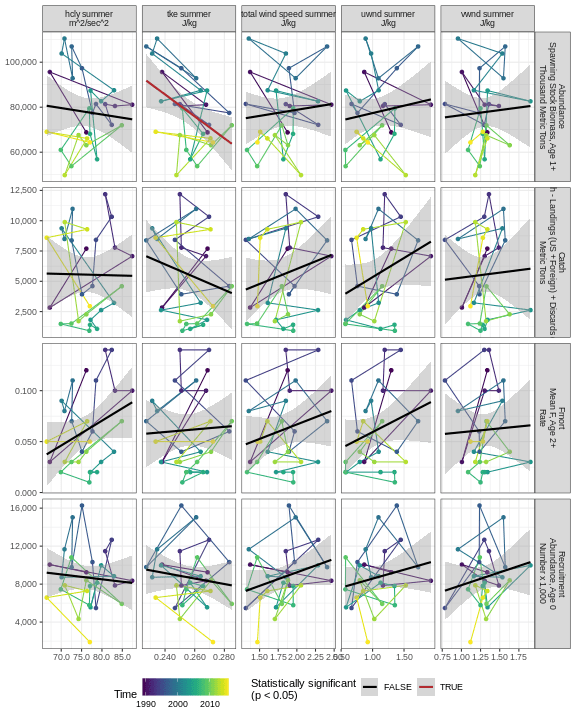 hdly summer
m^2/sec^2
tke summer
J/kg
total wind speed summer
J/kg
uwnd summer
J/kg
vwnd summer
J/kg
100,000
80,000
60,000
Abundance
Spawning Stock Biomass, Age 1+
Thousand Metric Tons
12,500
10,000
7,500
5,000
2,500
Catch
h - Landings (US +Foreign) + Discards
Metric Tons
0.100
0.050
0.000
Fmort
Mean F, Age 2+
Rate
16,000
12,000
8,000
4,000
Recruitment
Abundance, Age 0
Number x 1,000
70.0 75.0 80.0 85.0
0.240 0.260 0.280
1.50 1.75 2.00 2.25
1.00 1.50
0.75 1.00 1.25 1.50 1.75
Time
1990 2000 2010
Statistically significant
(p < 0.05)
FALSE
TRUE